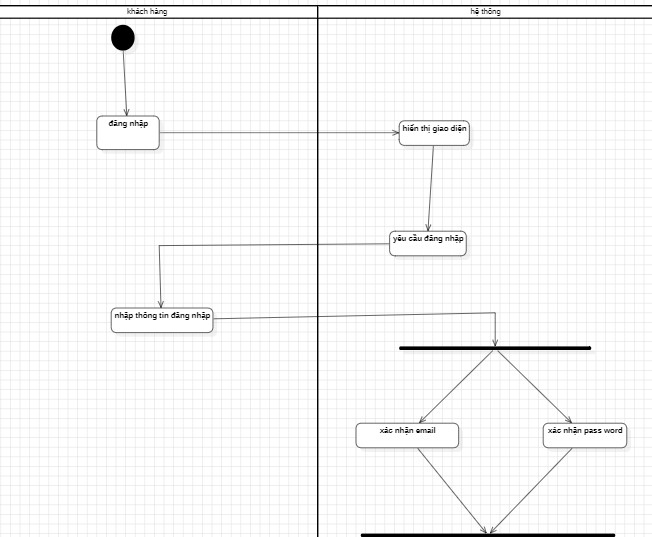 khách hàng
hệ thống
đăng nhập
hiển thị giao diện
yêu cầu đăng nhập
nhập thông tin đăng nhập
xác nhận email
xác nhận pass word